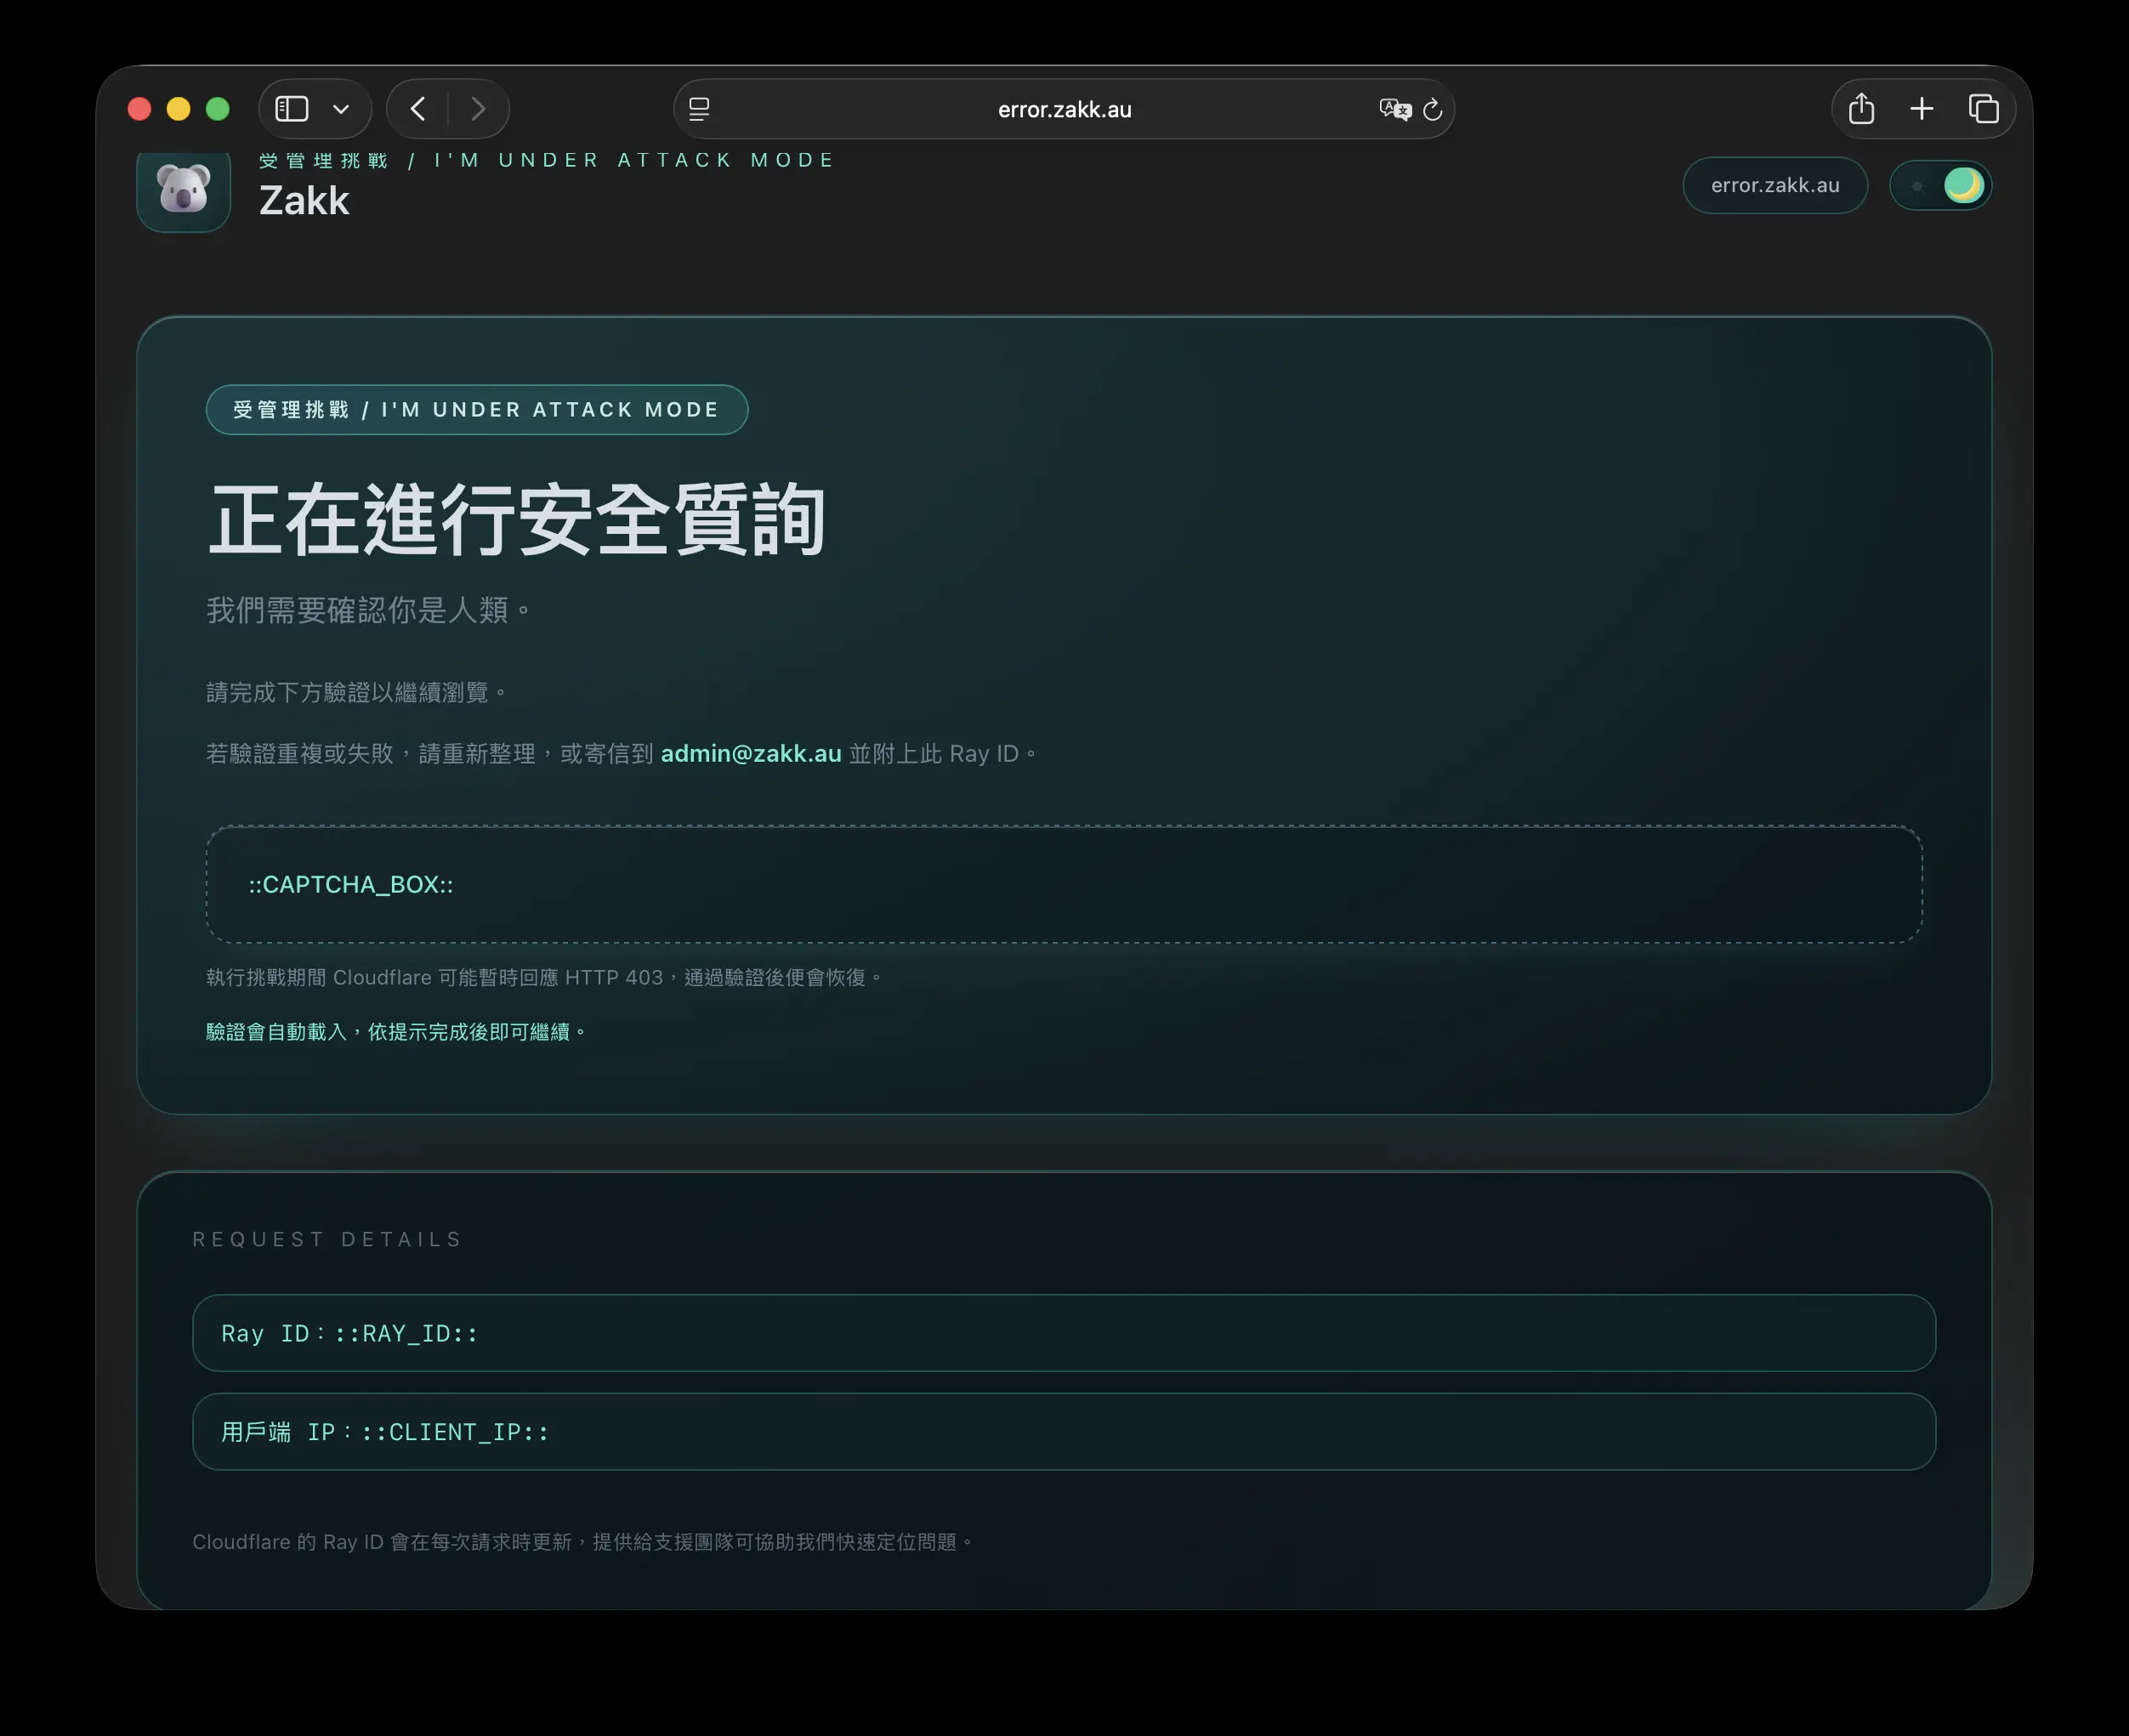 error.zakk.au
受管理挑戰 / I'M UNDER ATTACK MODE
Zakk
error.zakk.au
受管理挑戰 / I'M UNDER ATTACK MODE
正在進行安全質詢
我們需要確認你是人類。
請完成下方驗證以繼續瀏覽。
若驗證重複或失敗，請重新整理，或寄信到 admin@zakk.au 並附上此 Ray ID。
::CAPTCHA_BOX::
執行挑戰期間 Cloudflare 可能暫時回應 HTTP 403，通過驗證後便會恢復。
驗證會自動載入，依提示完成後即可繼續。
REQUEST DETAILS
Ray ID：::RAY_ID::
用戶端 IP：::CLIENT_IP::
Cloudflare 的 Ray ID 會在每次請求時更新，提供給支援團隊可協助我們快速定位問題。